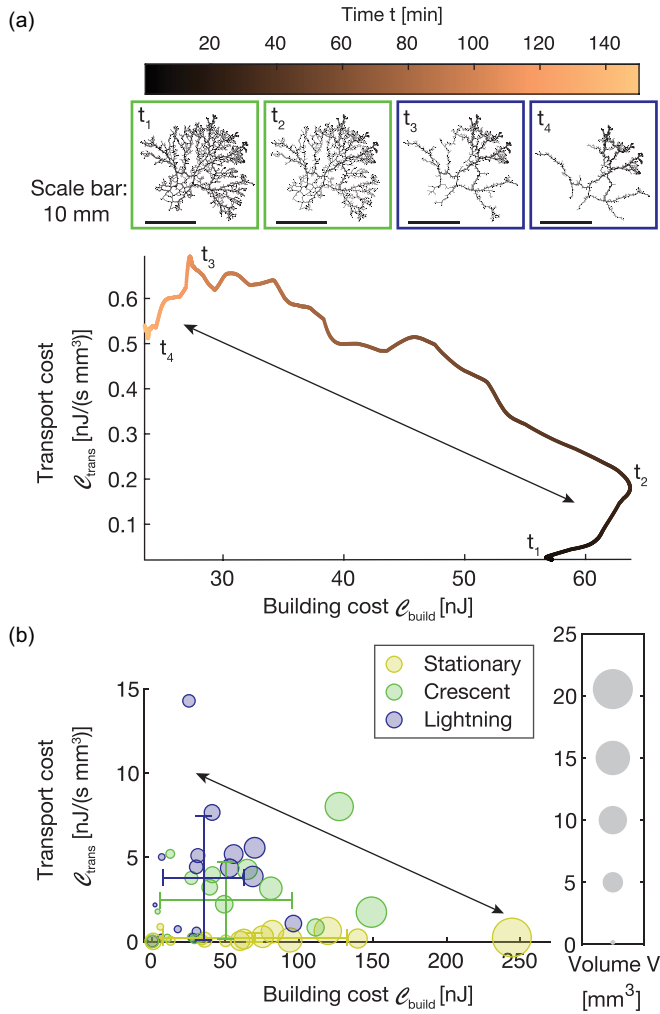 (a)
Time t [min]
20 40 60 80 100 120 140
t1 t2 t3 t4
Scale bar:
10 mm
Transport cost
𝒞trans [nJ/(s mm³)]
0.6
0.5
0.4
0.3
0.2
0.1
t3
t4
t2
t1
30 40 50 60
Building cost 𝒞build [nJ]
(b)
Stationary
Crescent
Lightning
Transport cost
𝒞trans [nJ/(s mm³)]
15
10
5
0
0 50 100 150 200 250
Building cost 𝒞build [nJ]
25
20
15
10
5
0
Volume V
[mm³]